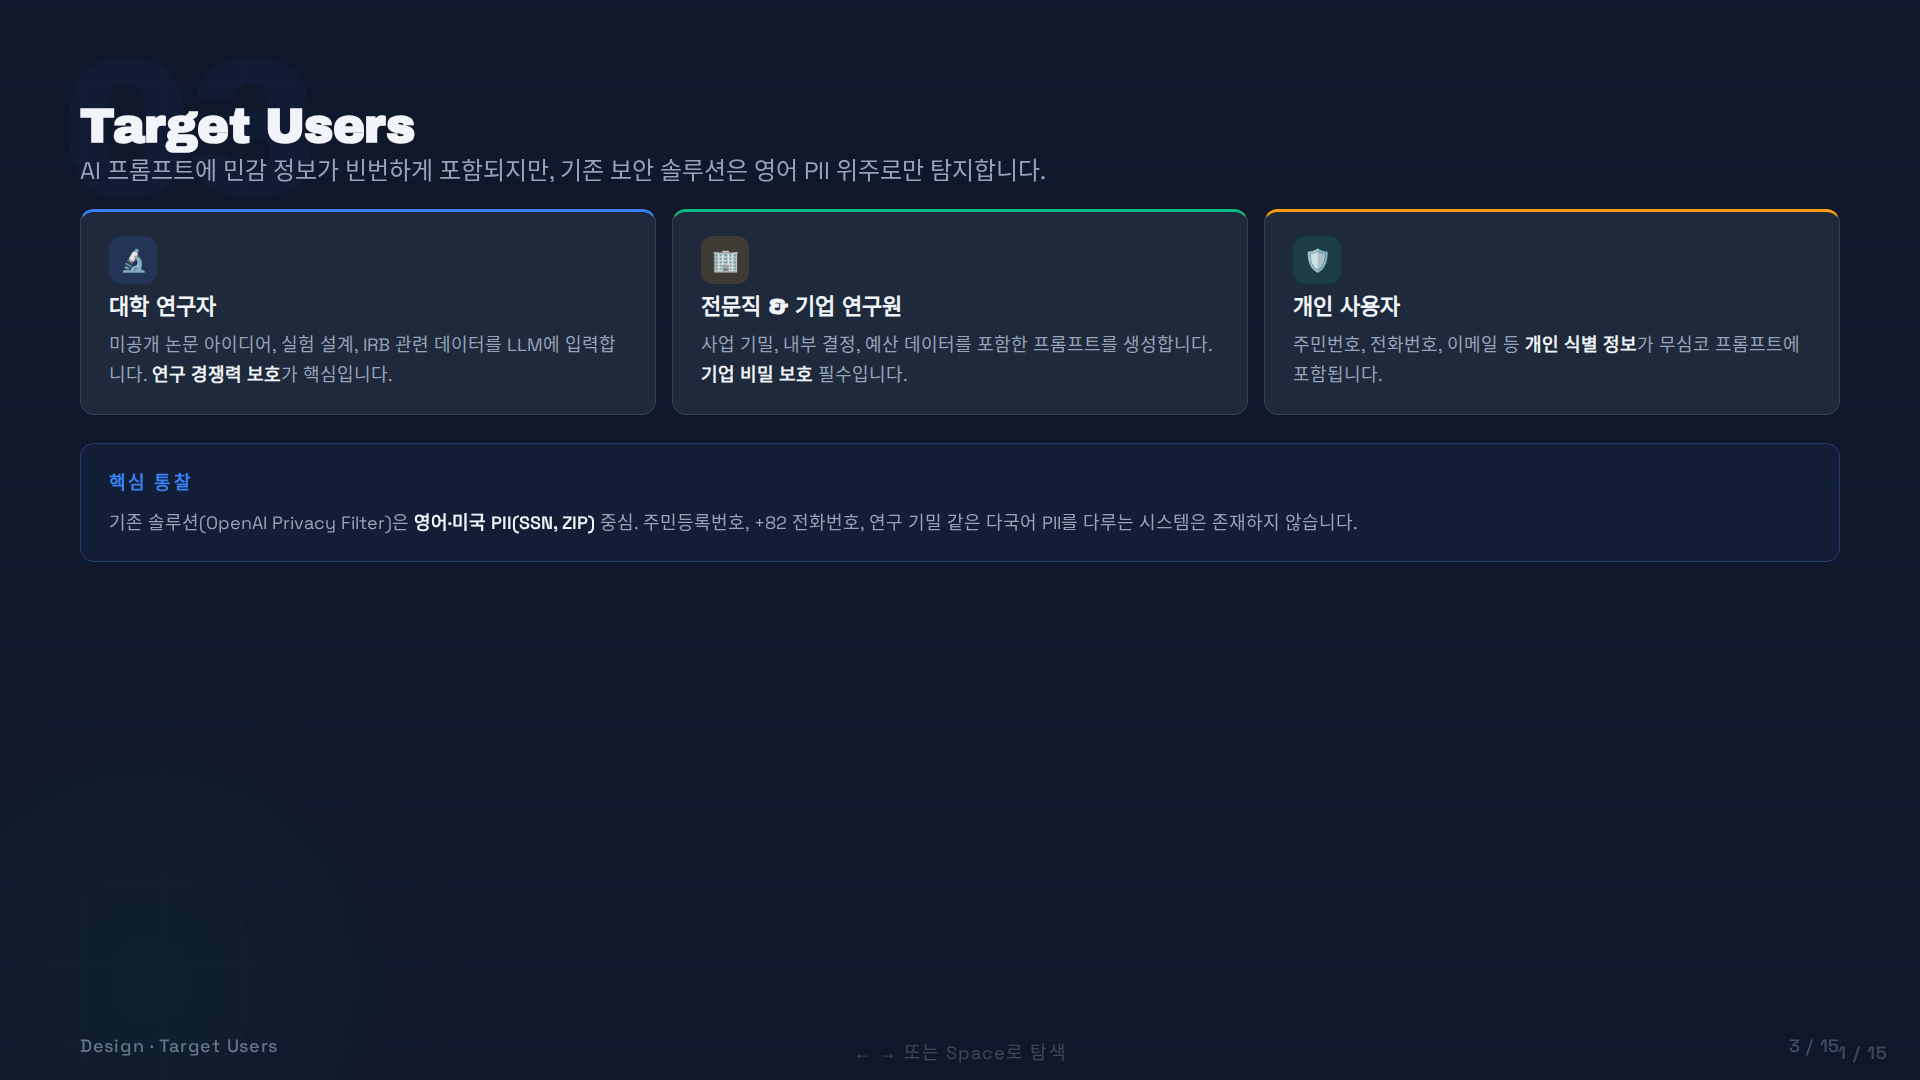 03
Target Users
AI 프롬프트에 민감 정보가 빈번하게 포함되지만, 기존 보안 솔루션은 영어 PII 위주로만 탐지합니다.
대학 연구자
미공개 논문 아이디어, 실험 설계, IRB 관련 데이터를 LLM에 입력합
니다. 연구 경쟁력 보호가 핵심입니다.
전문직 & 기업 연구원
사업 기밀, 내부 결정, 예산 데이터를 포함한 프롬프트를 생성합니다.
기업 비밀 보호 필수입니다.
개인 사용자
주민번호, 전화번호, 이메일 등 개인 식별 정보가 무심코 프롬프트에
포함됩니다.
핵심 통찰
기존 솔루션(OpenAI Privacy Filter)은 영어·미국 PII(SSN, ZIP) 중심. 주민등록번호, +82 전화번호, 연구 기밀 같은 다국어 PII를 다루는 시스템은 존재하지 않습니다.
Design · Target Users
← → 또는 Space로 탐색
3 / 15
1 / 15